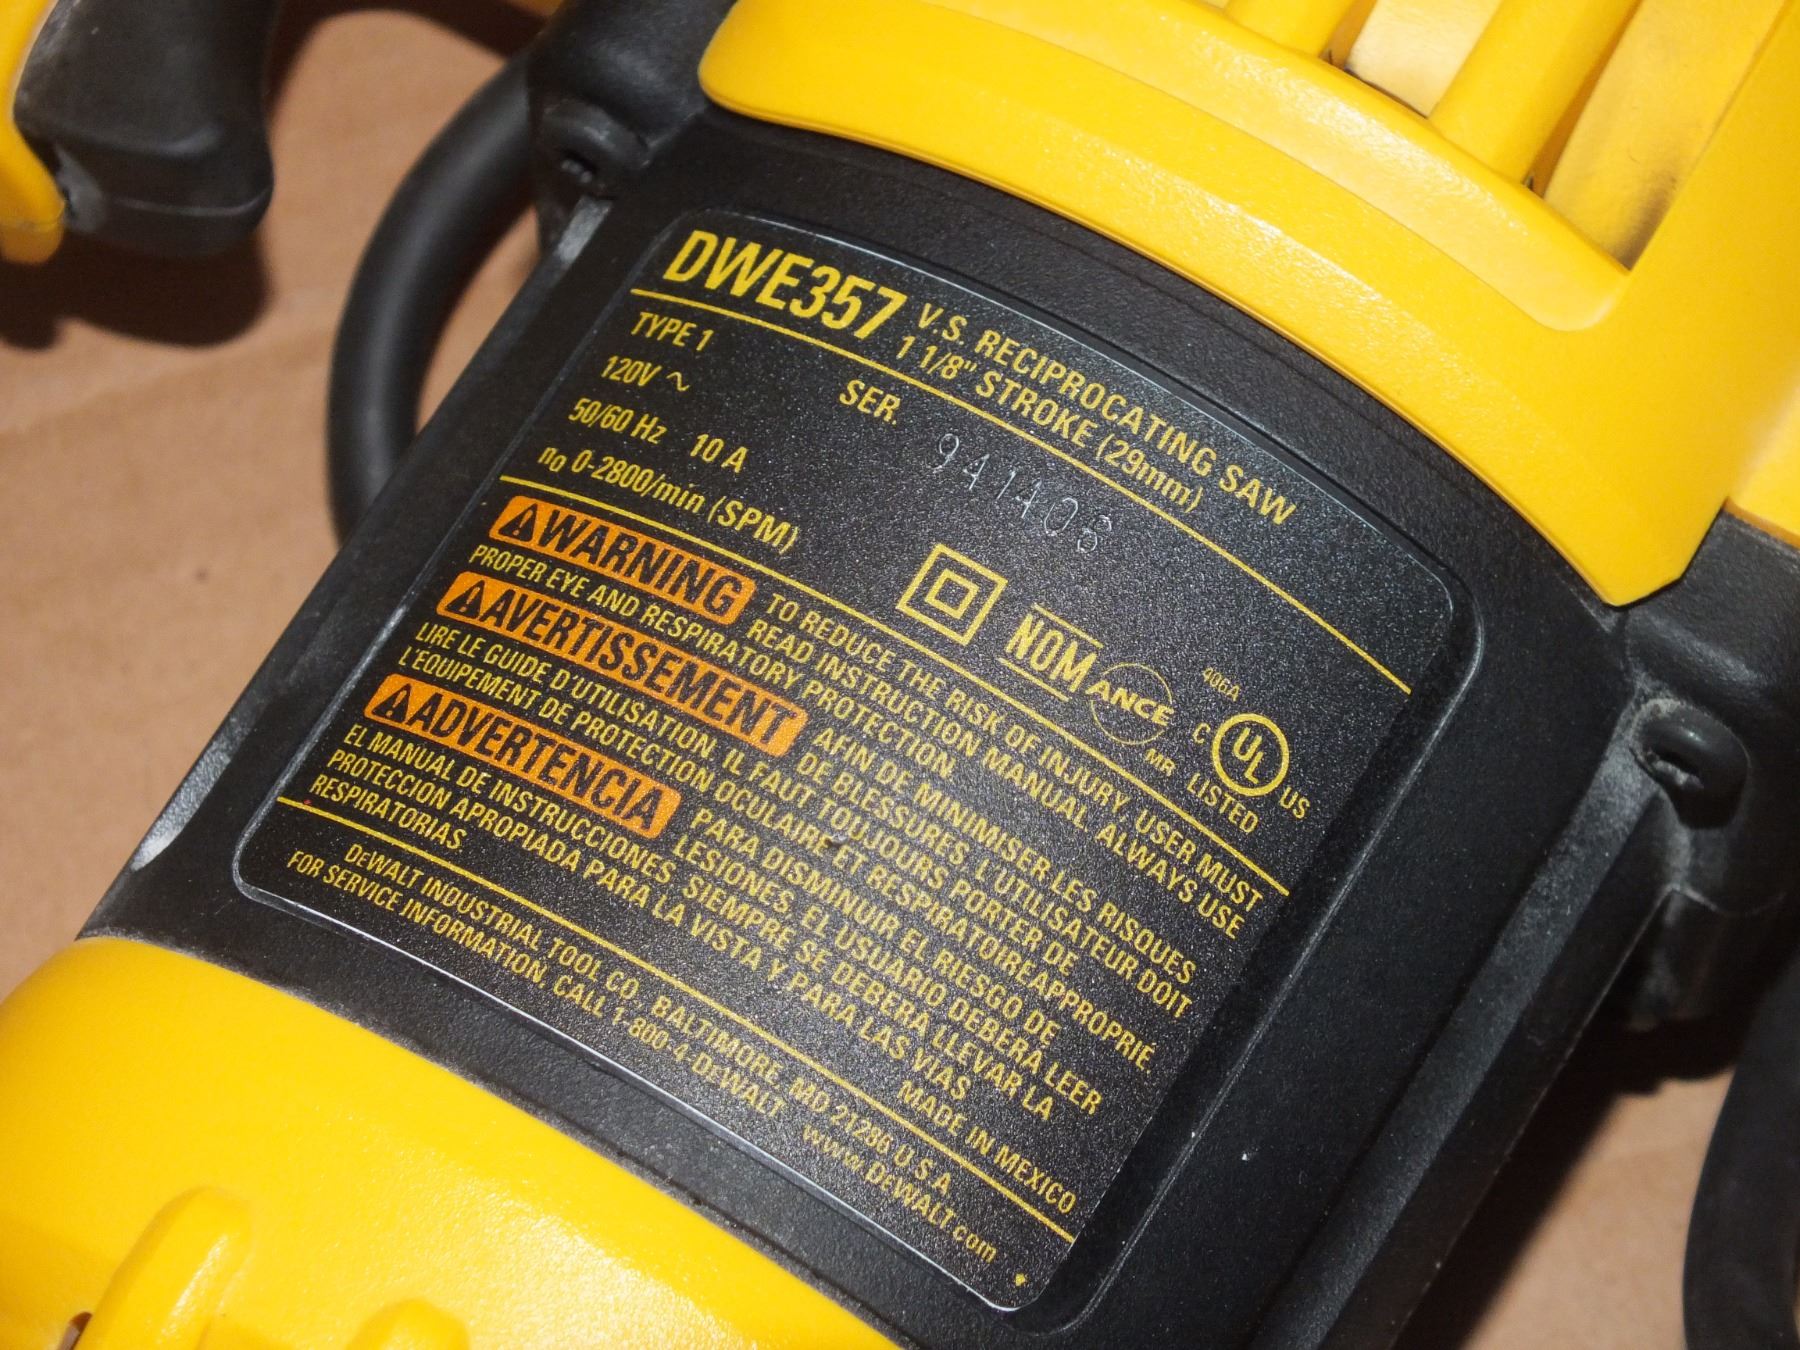 DWE357 V.S. RECIPROCATING SAW
1 1/8" STROKE (29mm)
TYPE 1
120V ~ SER. 941406
50/60 Hz 10 A
no 0-2800/min (SPM)
NOM ANCE MR
406A
C UL US
LISTED
WARNING TO REDUCE THE RISK OF INJURY, USER MUST
READ INSTRUCTION MANUAL. ALWAYS USE
PROPER EYE AND RESPIRATORY PROTECTION.
AVERTISSEMENT AFIN DE MINIMISER LES RISQUES
DE BLESSURES, L'UTILISATEUR DOIT
LIRE LE GUIDE D'UTILISATION. IL FAUT TOUJOURS PORTER DE
L'EQUIPEMENT DE PROTECTION OCULAIRE ET RESPIRATOIRE APPROPRIÉ.
ADVERTENCIA PARA DISMINUIR EL RIESGO DE
LESIONES, EL USUARIO DEBERÁ LEER
EL MANUAL DE INSTRUCCIONES. SIEMPRE SE DEBERÁ LLEVAR LA
PROTECCION APROPIADA PARA LA VISTA Y PARA LAS VIAS
RESPIRATORIAS. MADE IN MEXICO
DEWALT INDUSTRIAL TOOL CO., BALTIMORE, MD 21286 U.S.A.
FOR SERVICE INFORMATION, CALL 1-800-4-DEWALT www.DEWALT.com